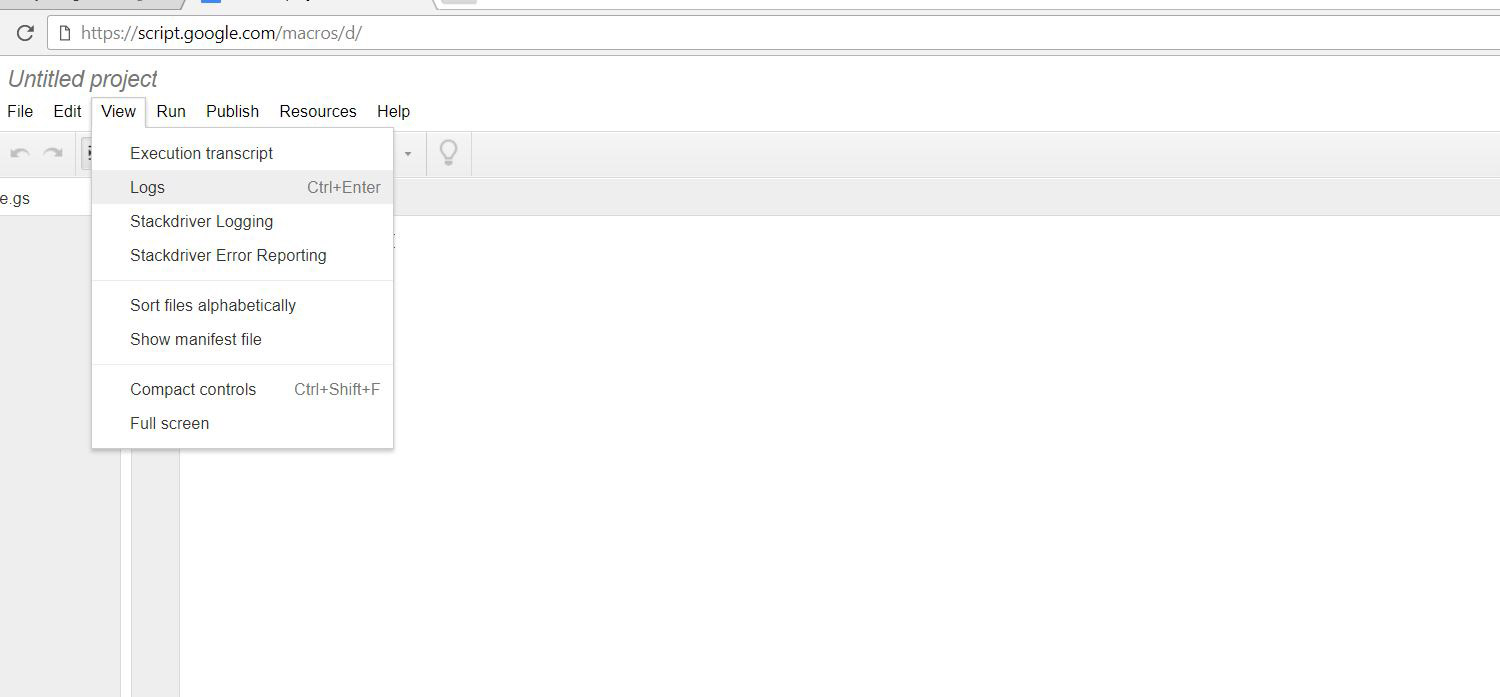 https://script.google.com/macros/d/
Untitled project
File Edit View Run Publish Resources Help
Execution transcript
Logs Ctrl+Enter
e.gs
Stackdriver Logging
Stackdriver Error Reporting
Sort files alphabetically
Show manifest file
Compact controls Ctrl+Shift+F
Full screen